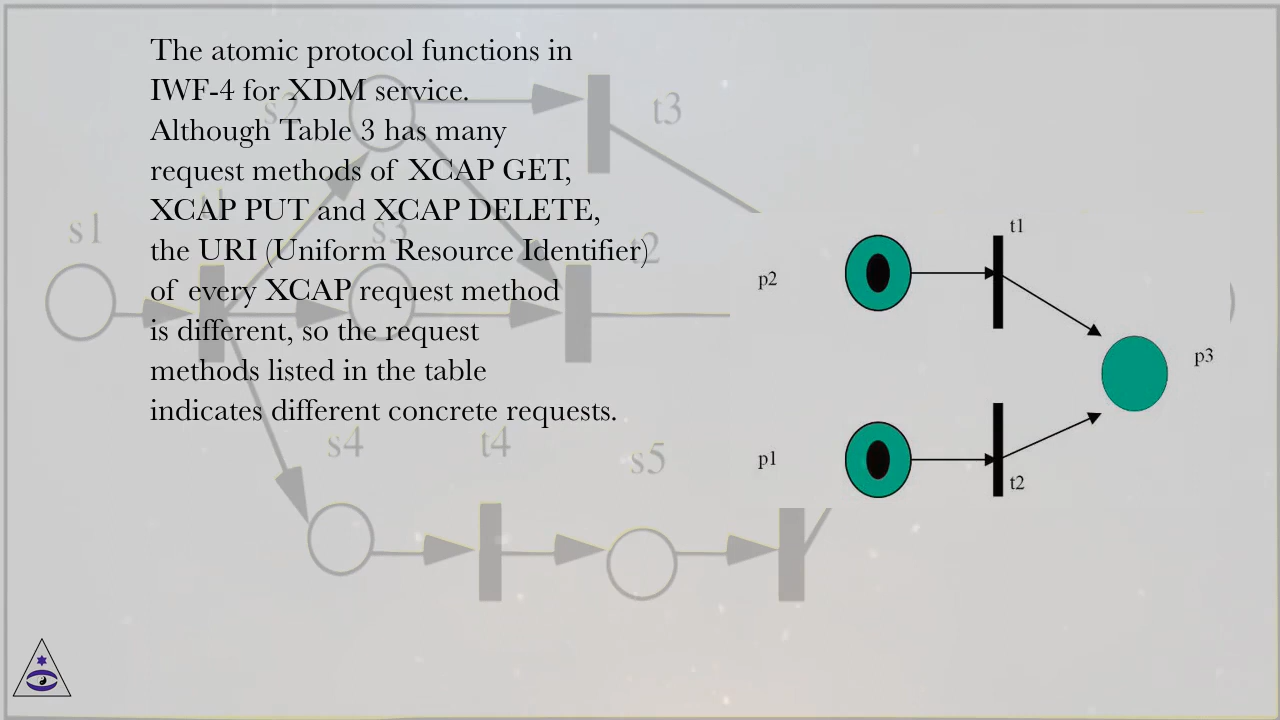 The atomic protocol functions in
IWF-4 for XDM service.
Although Table 3 has many
request methods of XCAP GET,
XCAP PUT and XCAP DELETE,
the URI (Uniform Resource Identifier)
of every XCAP request method
is different, so the request
methods listed in the table
indicates different concrete requests.
s2
t3
s1
s3
t2
s4
t4
s5
t1
p2
p3
p1
t2